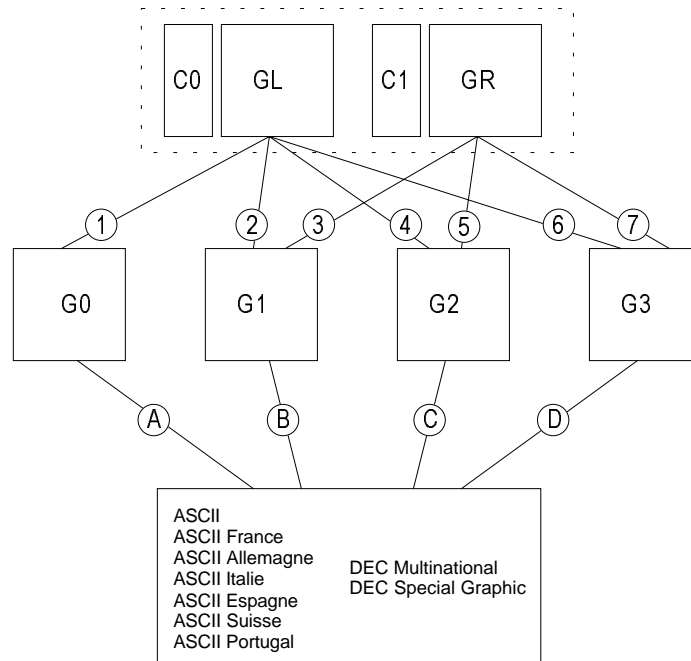 C0 GL C1 GR
1 2 3 4 5 6 7
G0 G1 G2 G3
A B C D
ASCII
ASCII France
ASCII Allemagne
ASCII Italie
ASCII Espagne
ASCII Suisse
ASCII Portugal
DEC Multinational
DEC Special Graphic